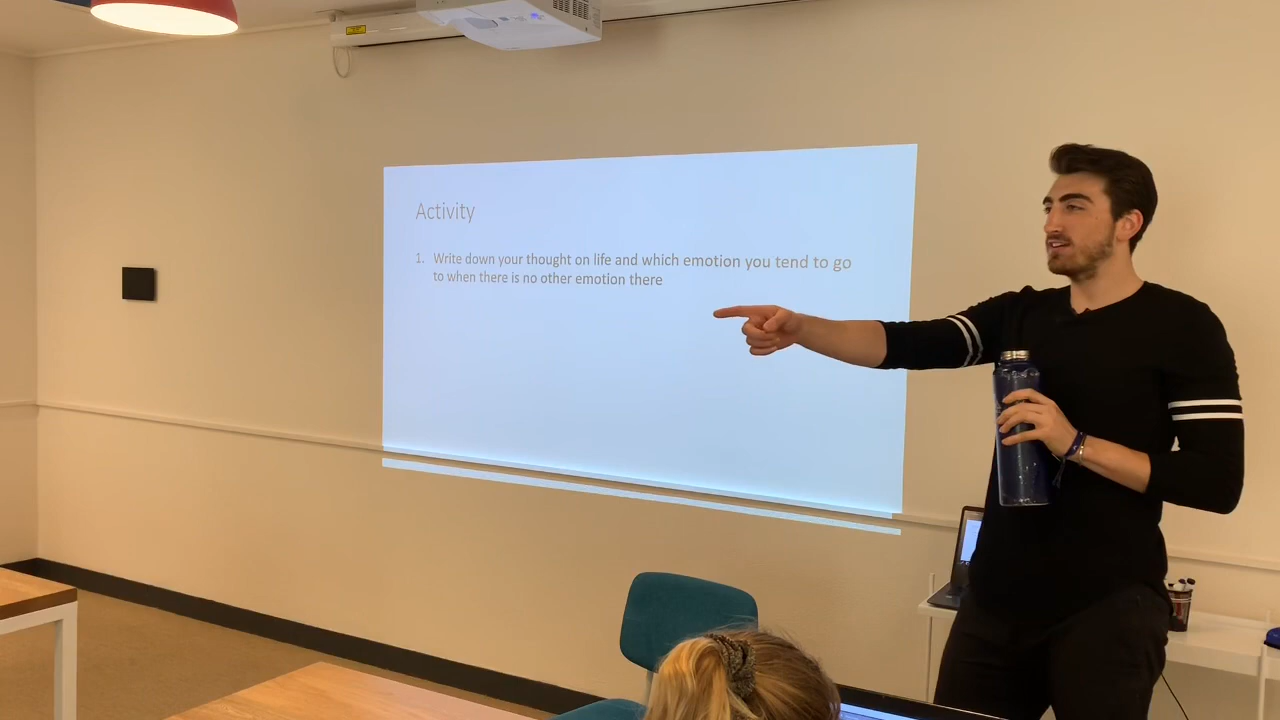 Activity
1. Write down your thought on life and which emotion you tend to go
to when there is no other emotion there